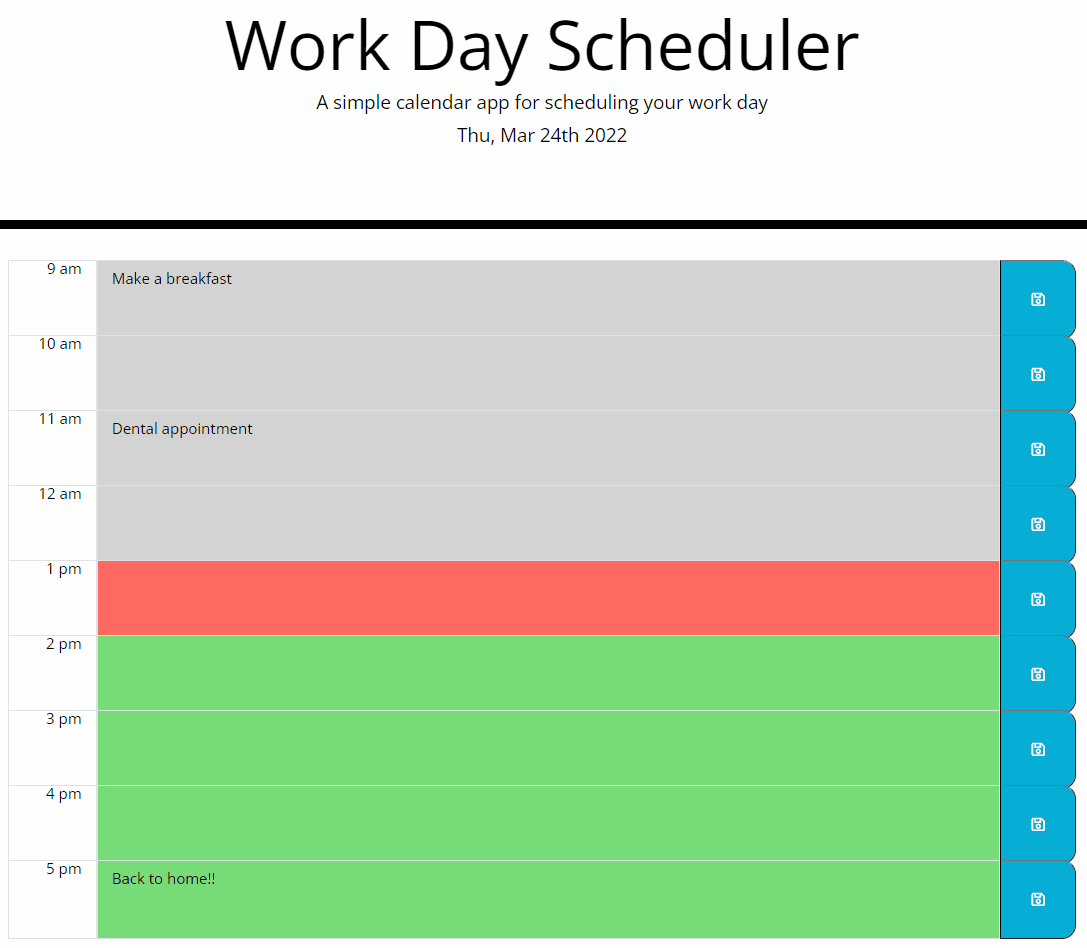 Work Day Scheduler
A simple calendar app for scheduling your work day
Thu, Mar 24th 2022
9 am
Make a breakfast
10 am
11 am
Dental appointment
12 am
1 pm
2 pm
3 pm
4 pm
5 pm
Back to home!!